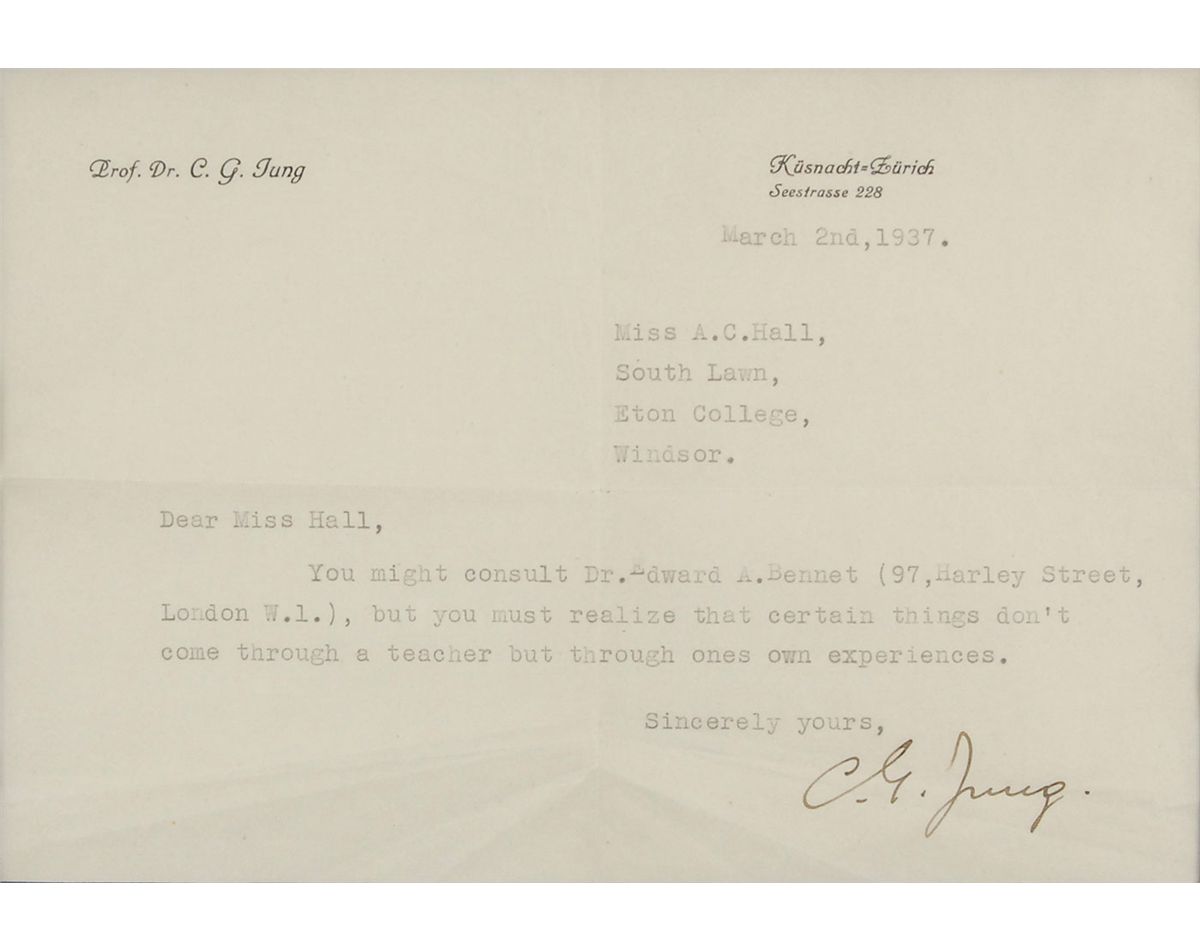 Prof. Dr. C. G. Jung
Küsnacht=Zürich
Seestrasse 228
March 2nd,1937.
Miss A.C.Hall,
South Lawn,
Eton College,
Windsor.
Dear Miss Hall,
You might consult Dr.Edward A.Bennet (97,Harley Street,
London W.1.), but you must realize that certain things don't
come through a teacher but through ones own experiences.
Sincerely yours,
C.G. Jung.